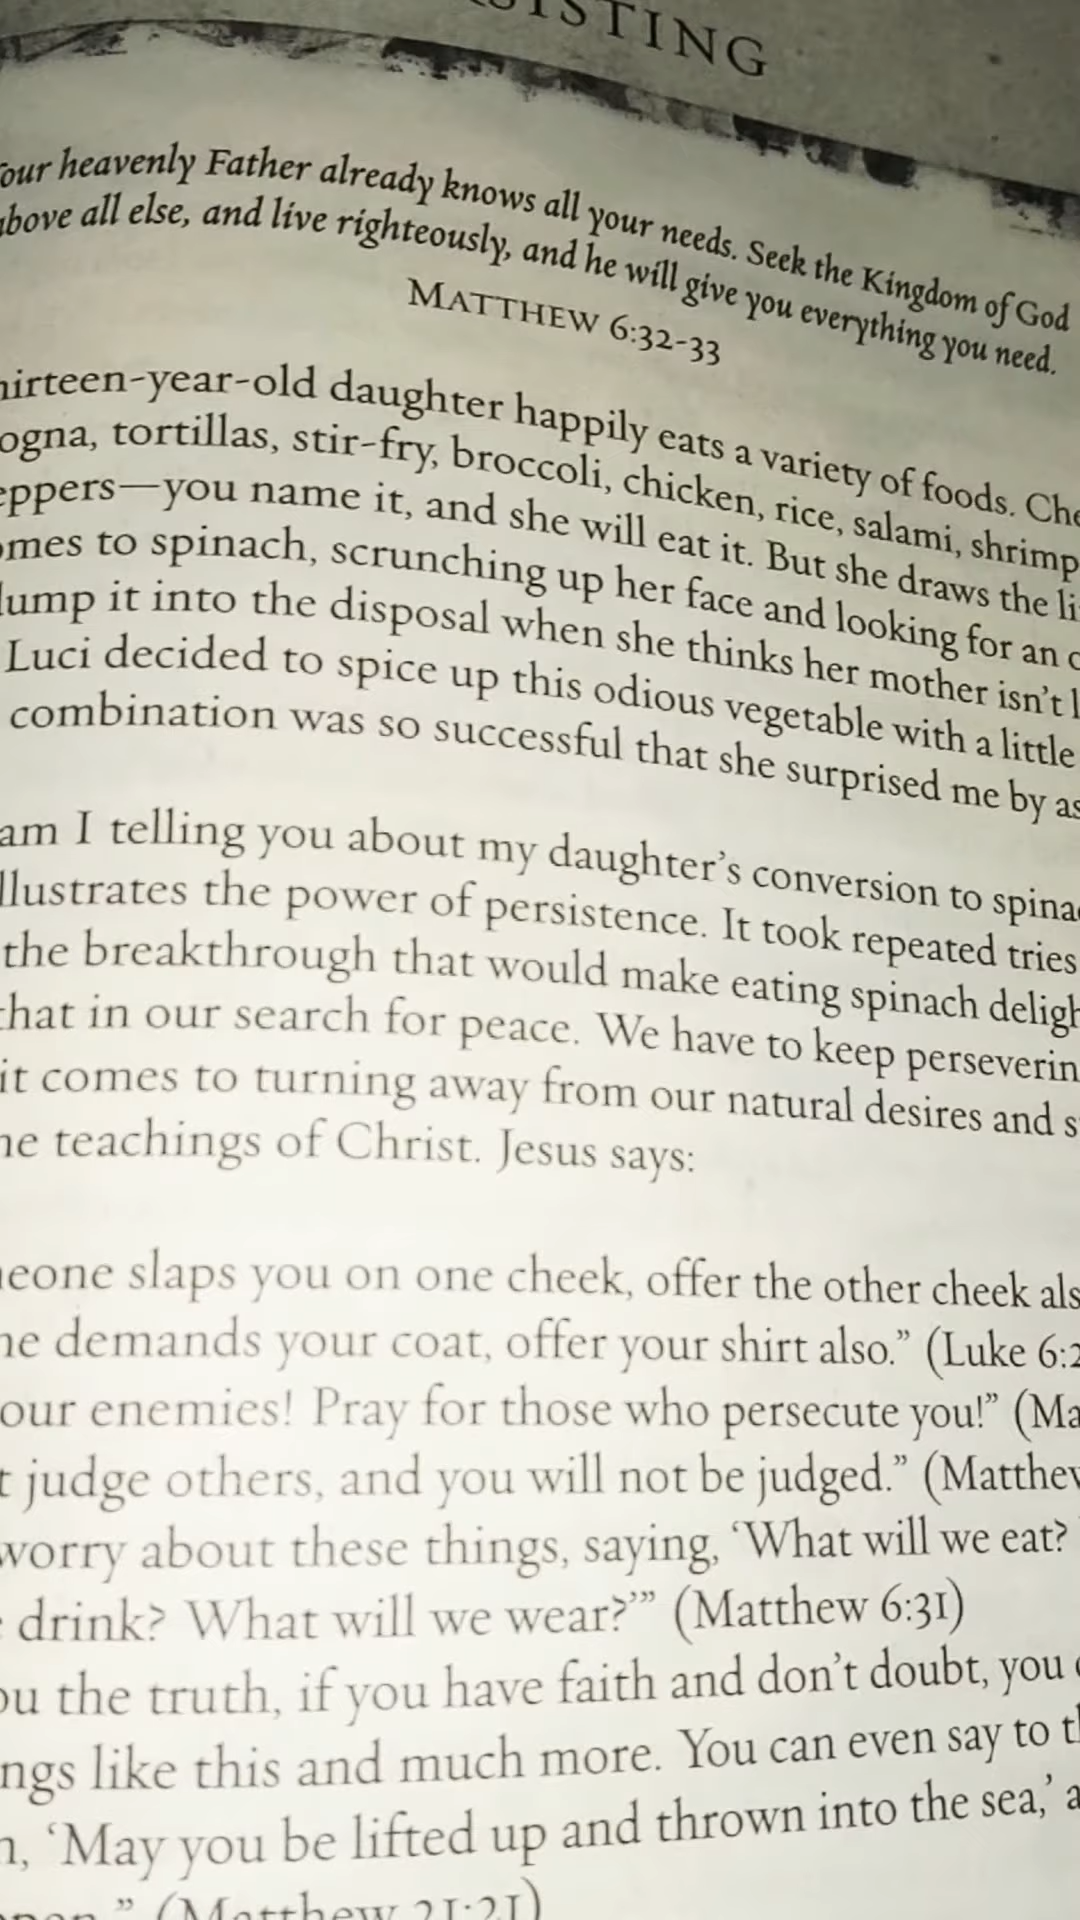 SISTING
our heavenly Father already knows all your needs. Seek the Kingdom of God
above all else, and live righteously, and he will give you everything you need.
MATTHEW 6:32-33
hirteen-year-old daughter happily eats a variety of foods. Che
ogna, tortillas, stir-fry, broccoli, chicken, rice, salami, shrimp
eppers—you name it, and she will eat it. But she draws the li
omes to spinach, scrunching up her face and looking for an
lump it into the disposal when she thinks her mother isn't l
Luci decided to spice up this odious vegetable with a little
combination was so successful that she surprised me by as
am I telling you about my daughter's conversion to spina
llustrates the power of persistence. It took repeated tries
the breakthrough that would make eating spinach deligh
that in our search for peace. We have to keep perseverin
it comes to turning away from our natural desires and s
he teachings of Christ. Jesus says:
eone slaps you on one cheek, offer the other cheek als
ne demands your coat, offer your shirt also.” (Luke 6:2
our enemies! Pray for those who persecute you!” (Ma
t judge others, and you will not be judged.” (Matthew
worry about these things, saying, ‘What will we eat?
drink? What will we wear?’” (Matthew 6:31)
ou the truth, if you have faith and don't doubt, you
ngs like this and much more. You can even say to th
n, ‘May you be lifted up and thrown into the sea,’ a
” (Matthew 21:21)